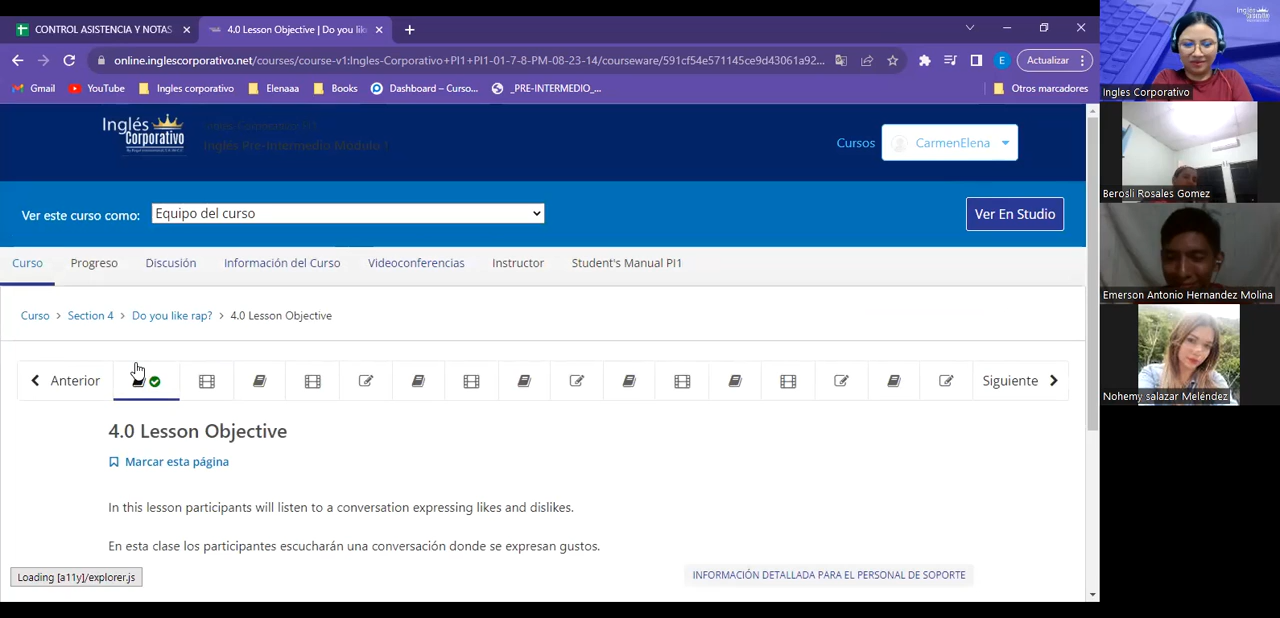 CONTROL ASISTENCIA Y NOTAS
4.0 Lesson Objective | Do you lik
online.inglescorporativo.net/courses/course-v1:Ingles-Corporativo+PI1+PI1-01-7-8-PM-08-23-14/courseware/591cf54e571145ce9d43061a92...
E
Actualizar
Gmail
YouTube
Ingles corporativo
Elenaaa
Books
Dashboard – Curso...
_PRE-INTERMEDIO_...
Otros marcadores
Inglés
Corporativo
Inglés Pre-Intermedio Módulo 1
Cursos
CarmenElena
Ver este curso como:
Equipo del curso
Ver En Studio
Curso
Progreso
Discusión
Información del Curso
Videoconferencias
Instructor
Student's Manual PI1
Curso > Section 4 > Do you like rap? > 4.0 Lesson Objective
Anterior
Siguiente
4.0 Lesson Objective
Marcar esta página
In this lesson participants will listen to a conversation expressing likes and dislikes.
En esta clase los participantes escucharán una conversación donde se expresan gustos.
INFORMACIÓN DETALLADA PARA EL PERSONAL DE SOPORTE
Loading [a11y]/explorer.js
Ingles Corporativo
Berosli Rosales Gomez
Emerson Antonio Hernandez Molina
Nohemy salazar Meléndez